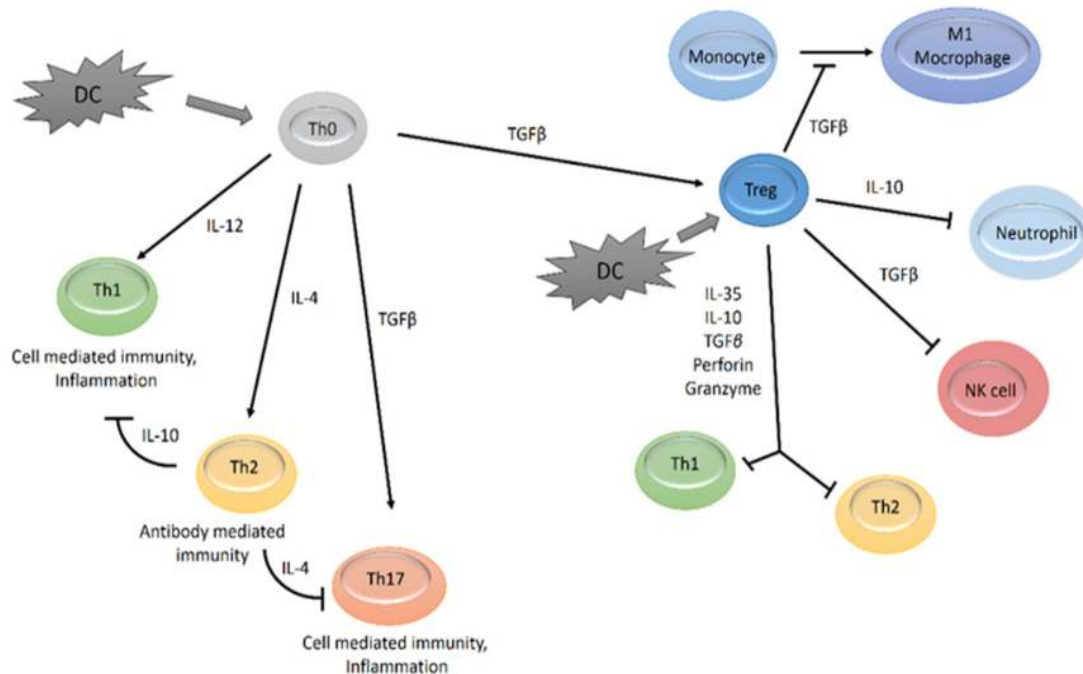 DC
Th0
IL-12
IL-4
TGFβ
Th1
Cell mediated immunity,
Inflammation
IL-10
Th2
Antibody mediated
immunity
IL-4
Th17
Cell mediated immunity,
Inflammation
TGFβ
Monocyte
M1
Mocrophage
TGFβ
Treg
DC
IL-10
Neutrophil
TGFβ
NK cell
IL-35
IL-10
TGFβ
Perforin
Granzyme
Th1
Th2